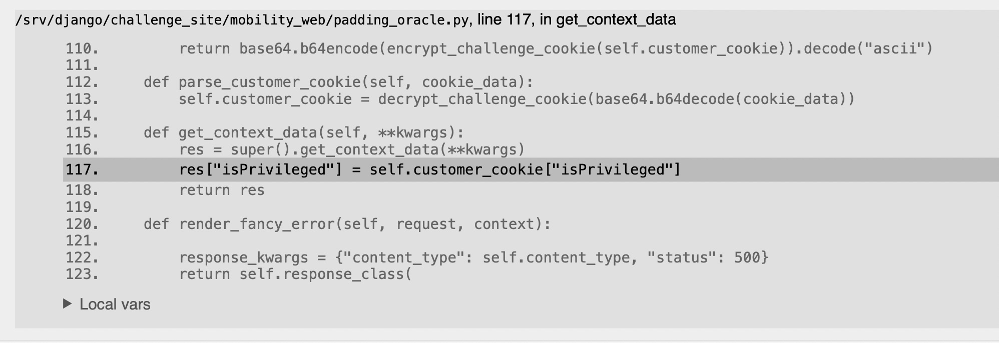 /srv/django/challenge_site/mobility_web/padding_oracle.py, line 117, in get_context_data
110.         return base64.b64encode(encrypt_challenge_cookie(self.customer_cookie)).decode("ascii")
111.
112.     def parse_customer_cookie(self, cookie_data):
113.         self.customer_cookie = decrypt_challenge_cookie(base64.b64decode(cookie_data))
114.
115.     def get_context_data(self, **kwargs):
116.         res = super().get_context_data(**kwargs)
117.         res["isPrivileged"] = self.customer_cookie["isPrivileged"]
118.         return res
119.
120.     def render_fancy_error(self, request, context):
121.
122.         response_kwargs = {"content_type": self.content_type, "status": 500}
123.         return self.response_class(
▶ Local vars